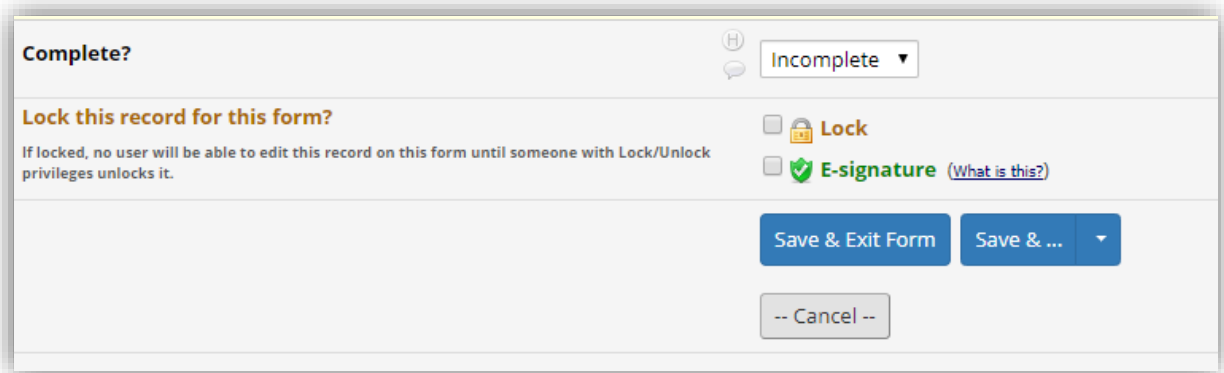 Complete?
H
Incomplete
Lock this record for this form?
If locked, no user will be able to edit this record on this form until someone with Lock/Unlock
privileges unlocks it.
Lock
E-signature (What is this?)
Save & Exit Form
Save & ...
-- Cancel --